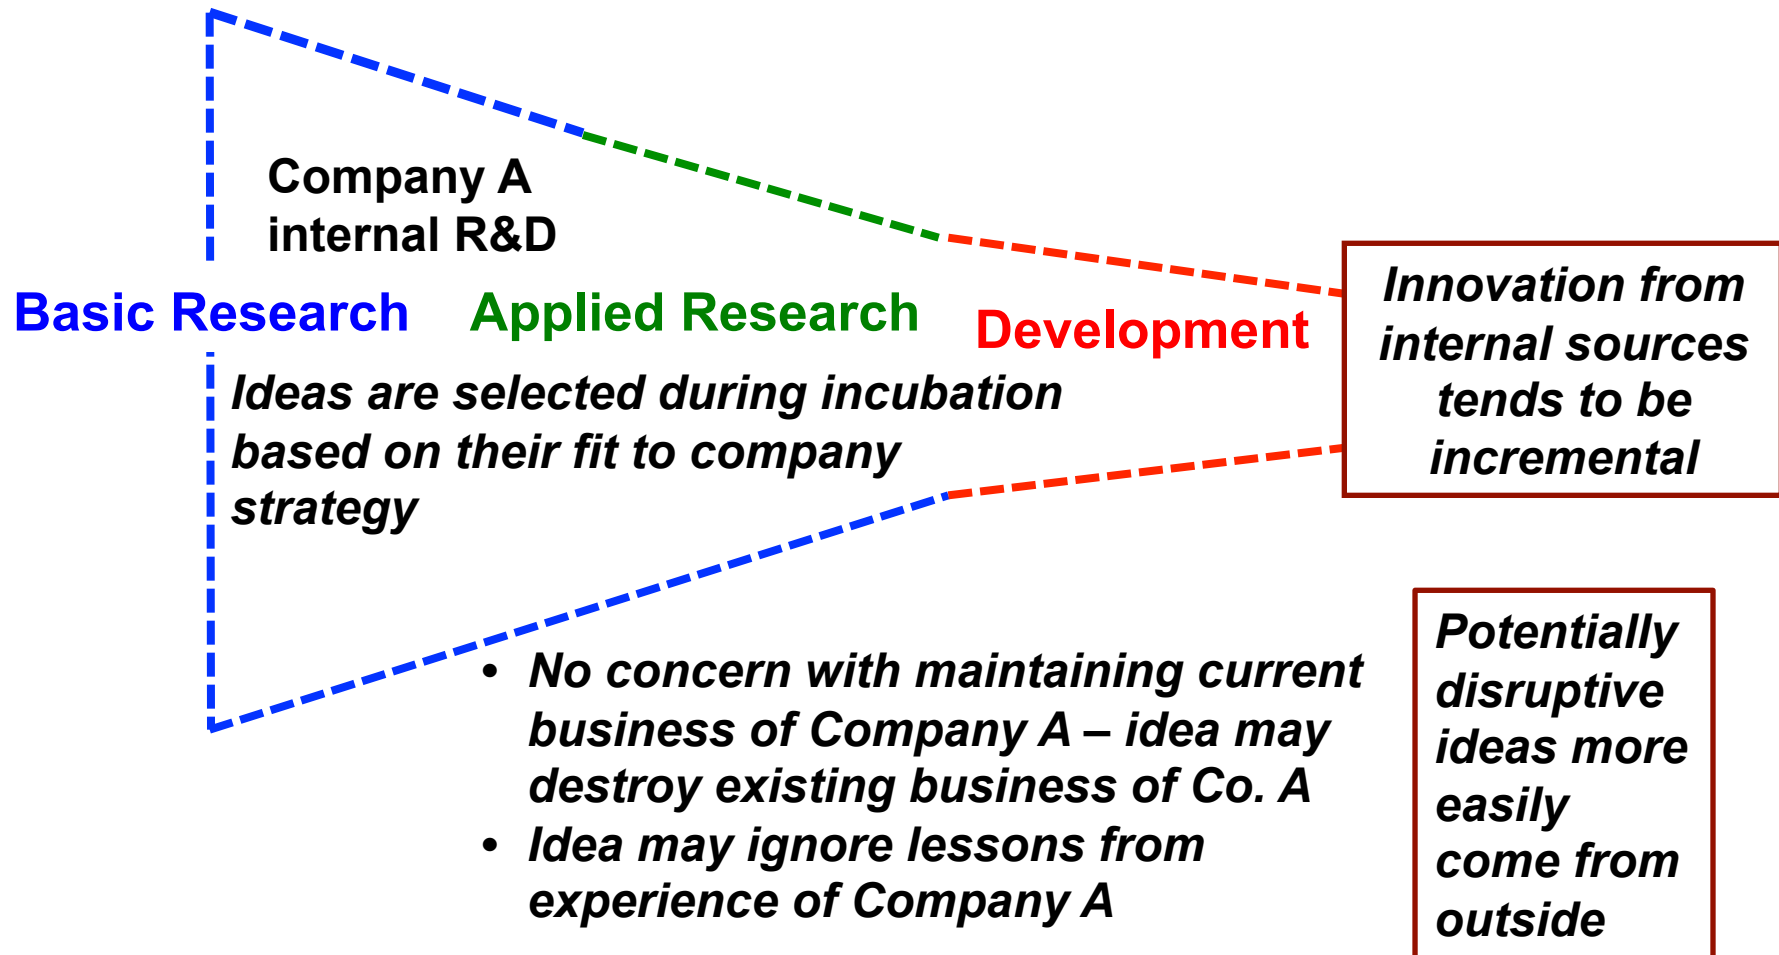 Company A
internal R&D
Basic Research
Applied Research
Development
Ideas are selected during incubation
based on their fit to company
strategy
Innovation from
internal sources
tends to be
incremental
• No concern with maintaining current
business of Company A – idea may
destroy existing business of Co. A
• Idea may ignore lessons from
experience of Company A
Potentially
disruptive
ideas more
easily
come from
outside